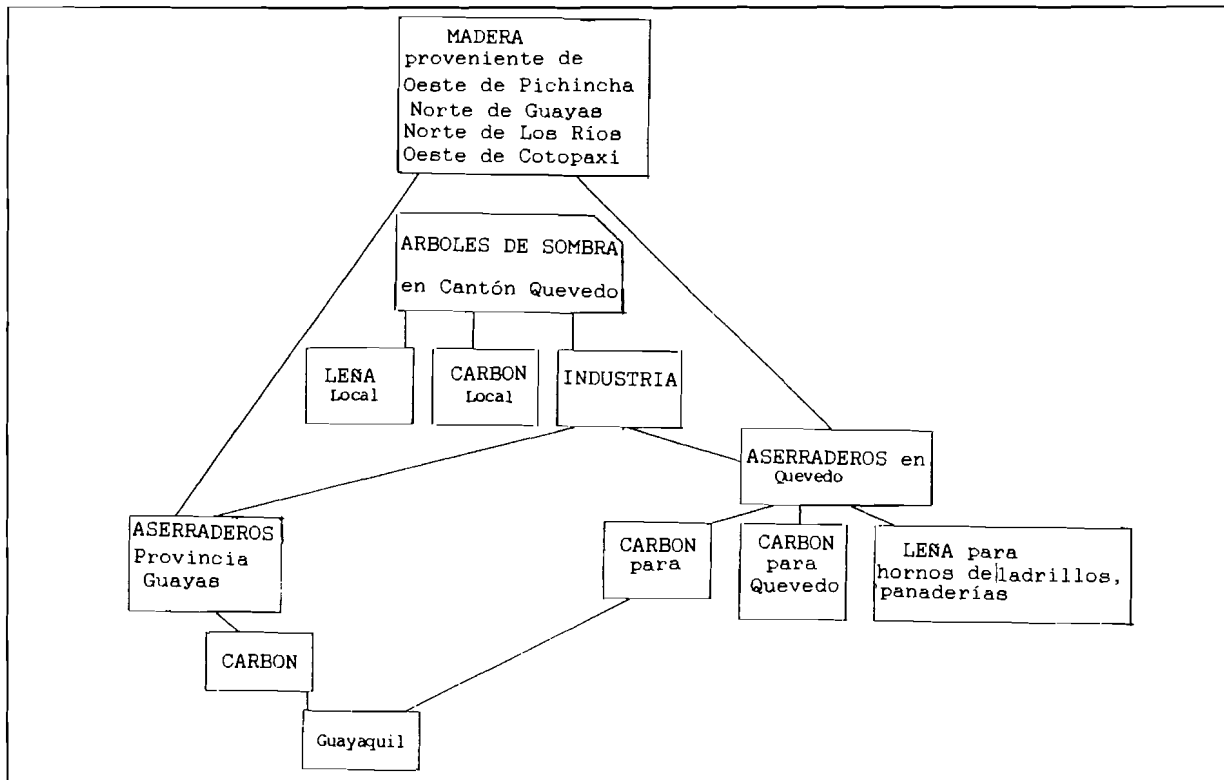 MADERA
proveniente de
Oeste de Pichincha
Norte de Guayas
Norte de Los Ríos
Oeste de Cotopaxi
ARBOLES DE SOMBRA
en Cantón Quevedo
LEÑA
Local
CARBON
Local
INDUSTRIA
ASERRADEROS en
Quevedo
ASERRADEROS
Provincia
Guayas
CARBON
para
CARBON
para
Quevedo
LEÑA para
hornos de ladrillos,
panaderías
CARBON
Guayaquil